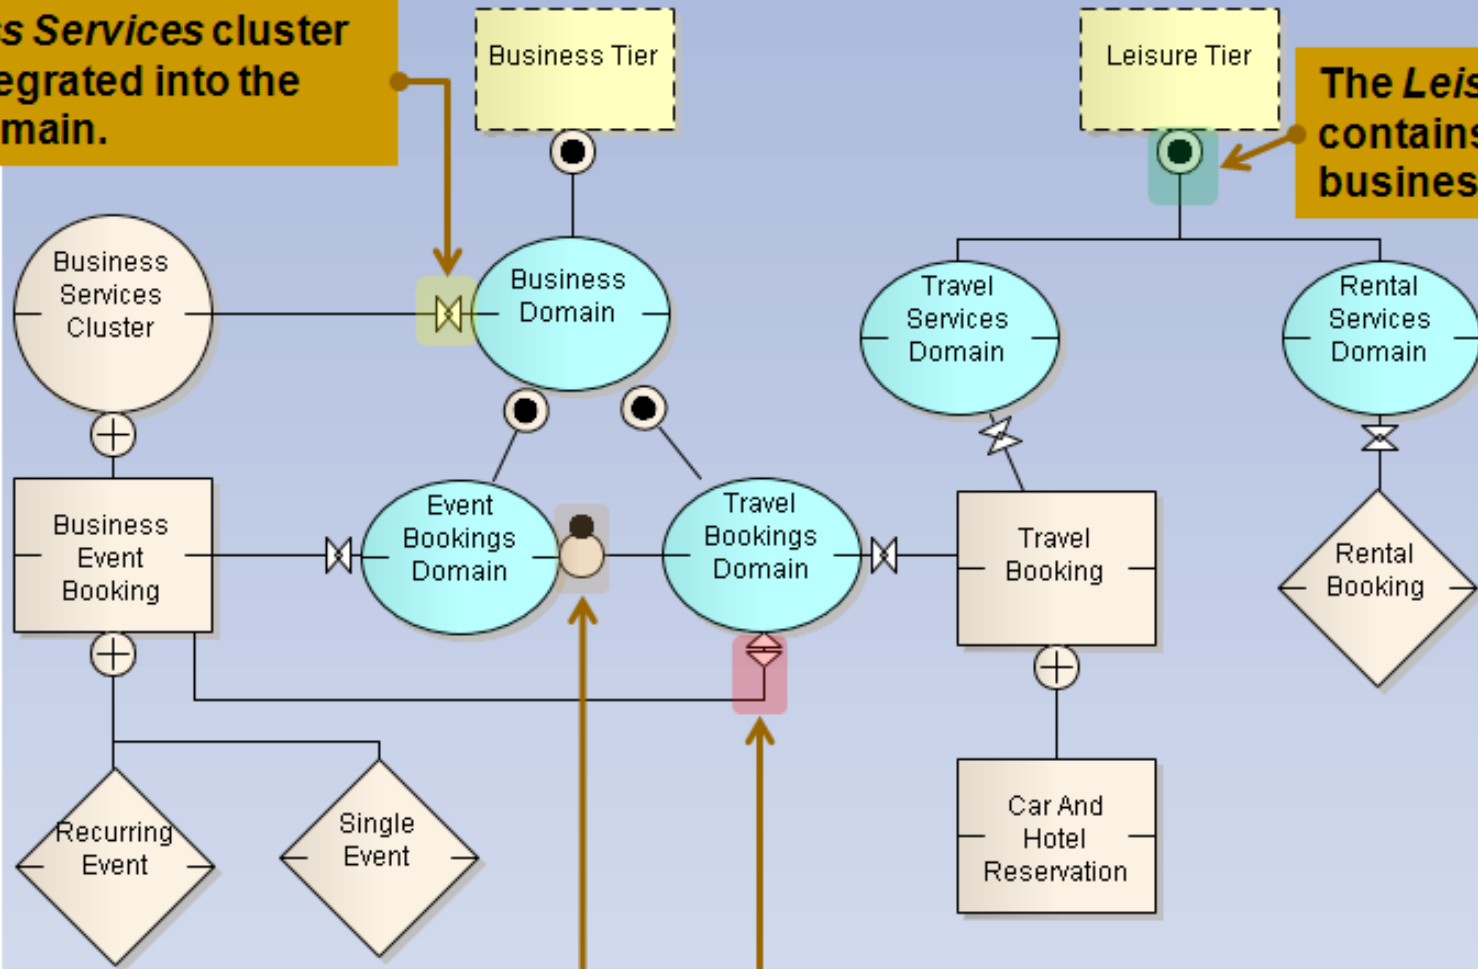 ss Services cluster
egrated into the
main.
Business Tier
Leisure Tier
The Leis
contains
busines
Business
Services
Cluster
Business
Domain
Travel
Services
Domain
Rental
Services
Domain
Business
Event
Booking
Event
Bookings
Domain
Travel
Bookings
Domain
Travel
Booking
Rental
Booking
Recurring
Event
Single
Event
Car And
Hotel
Reservation